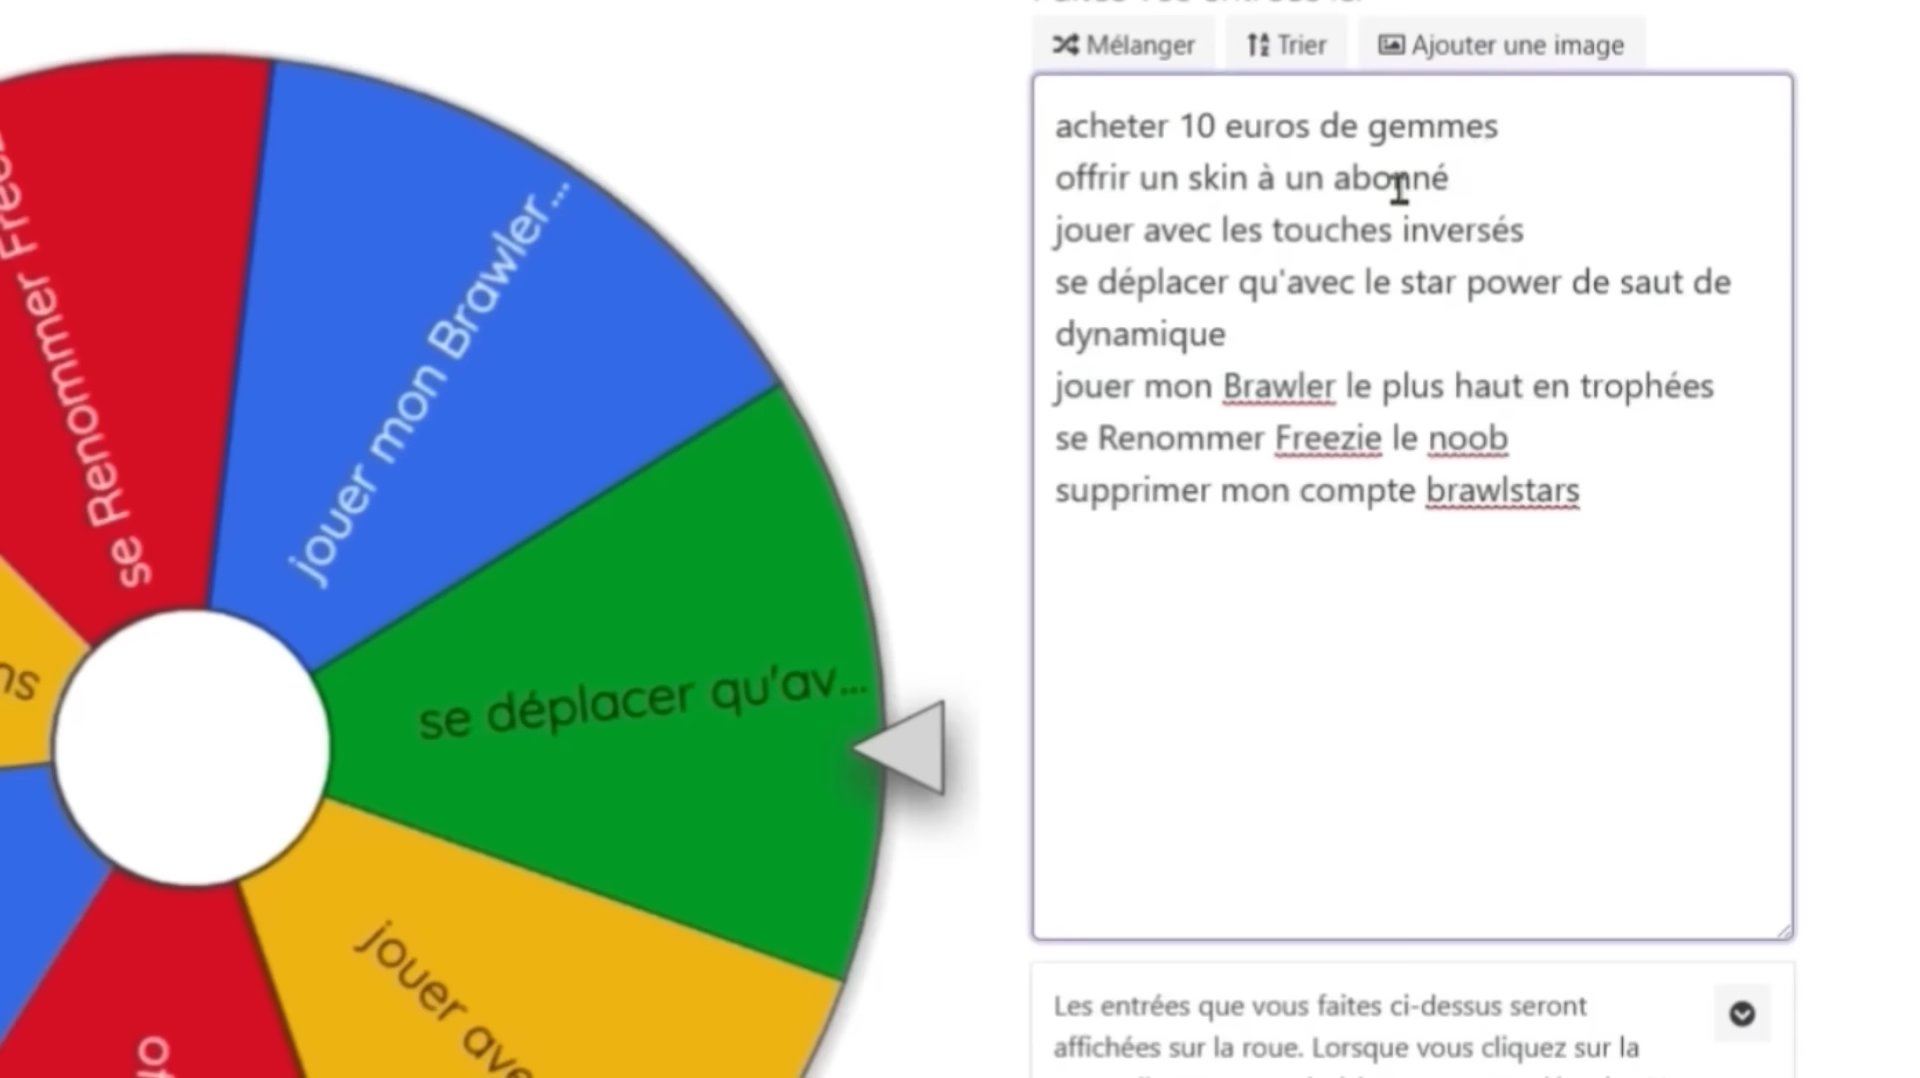 Mélanger
Trier
Ajouter une image
acheter 10 euros de gemmes
offrir un skin à un abonné
jouer avec les touches inversés
se déplacer qu'avec le star power de saut de
dynamique
jouer mon Brawler le plus haut en trophées
se Renommer Freezie le noob
supprimer mon compte brawlstars
Les entrées que vous faites ci-dessus seront
affichées sur la roue. Lorsque vous cliquez sur la
se Renommer
jouer mon Brawler...
se déplacer qu'av...
jouer